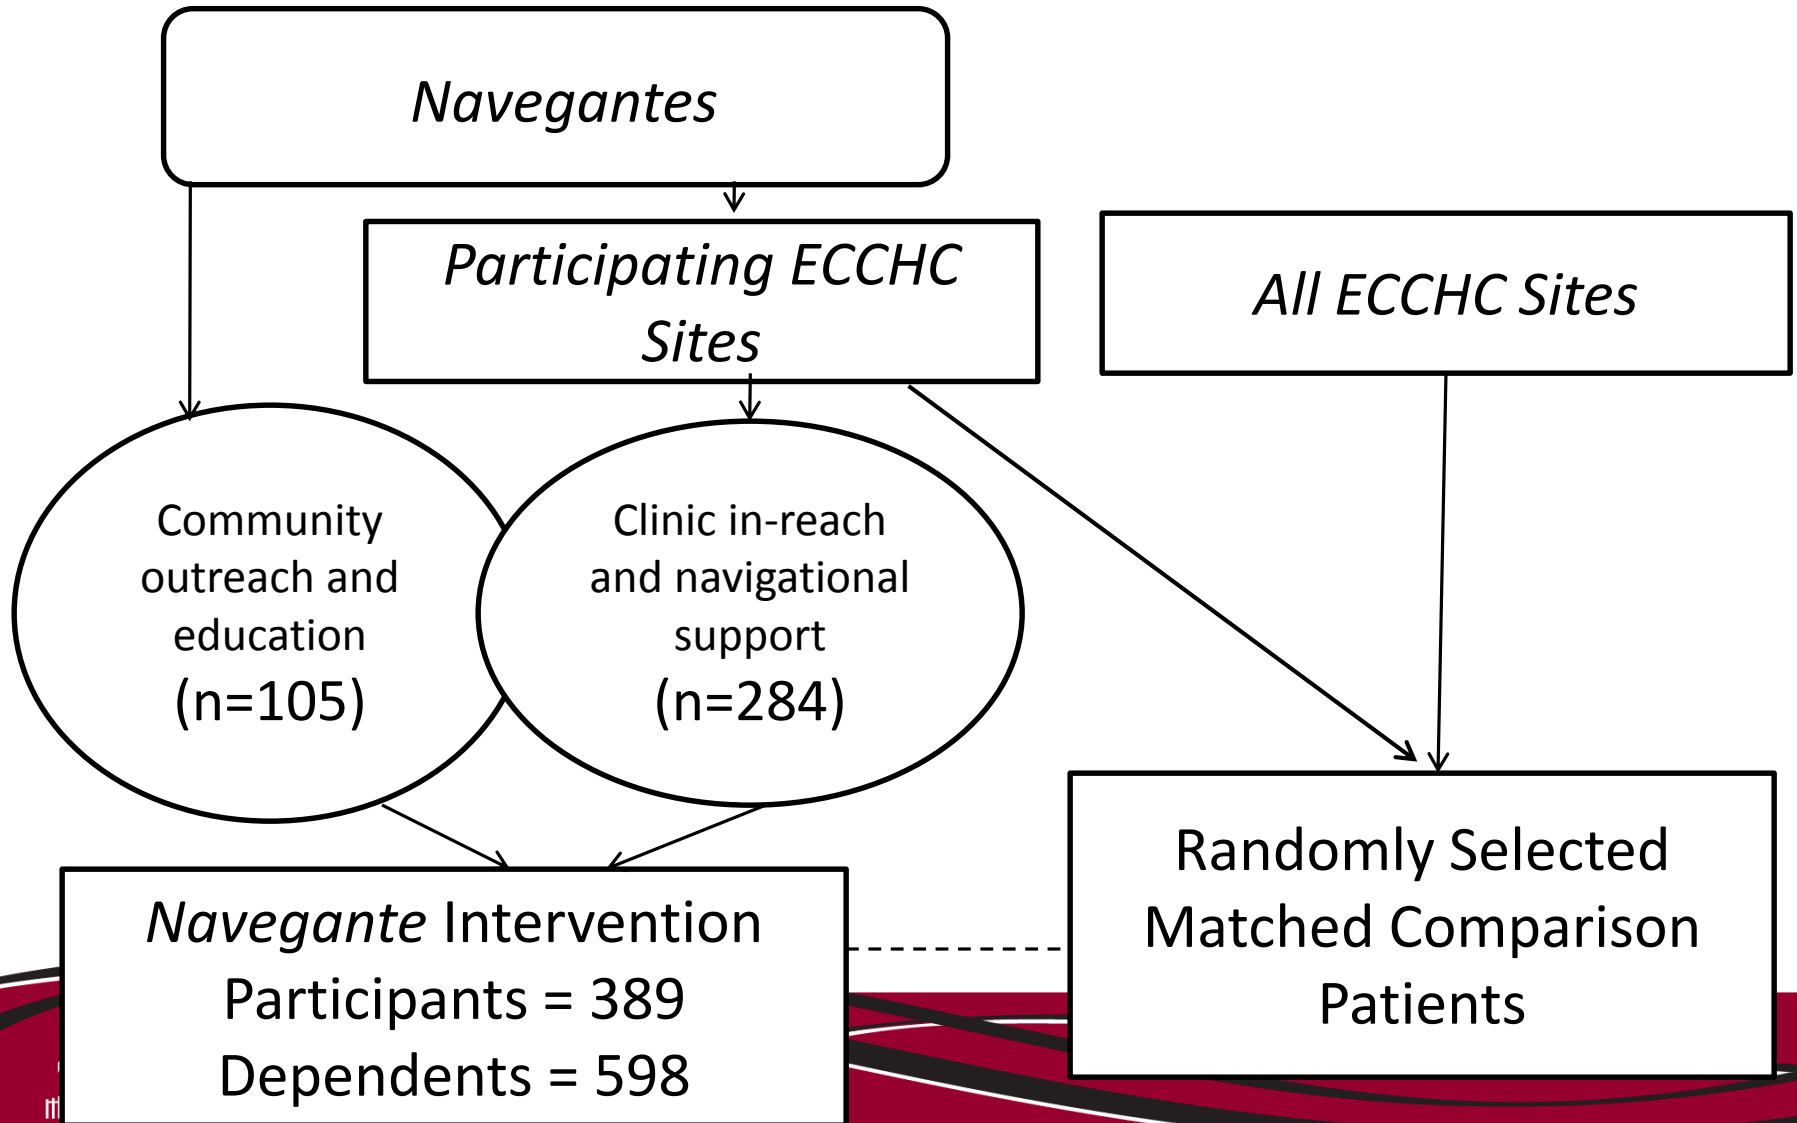 Navegantes
Participating ECCHC
Sites
All ECCHC Sites
Community
outreach and
education
(n=105)
Clinic in-reach
and navigational
support
(n=284)
Navegante Intervention
Participants = 389
Dependents = 598
Randomly Selected
Matched Comparison
Patients